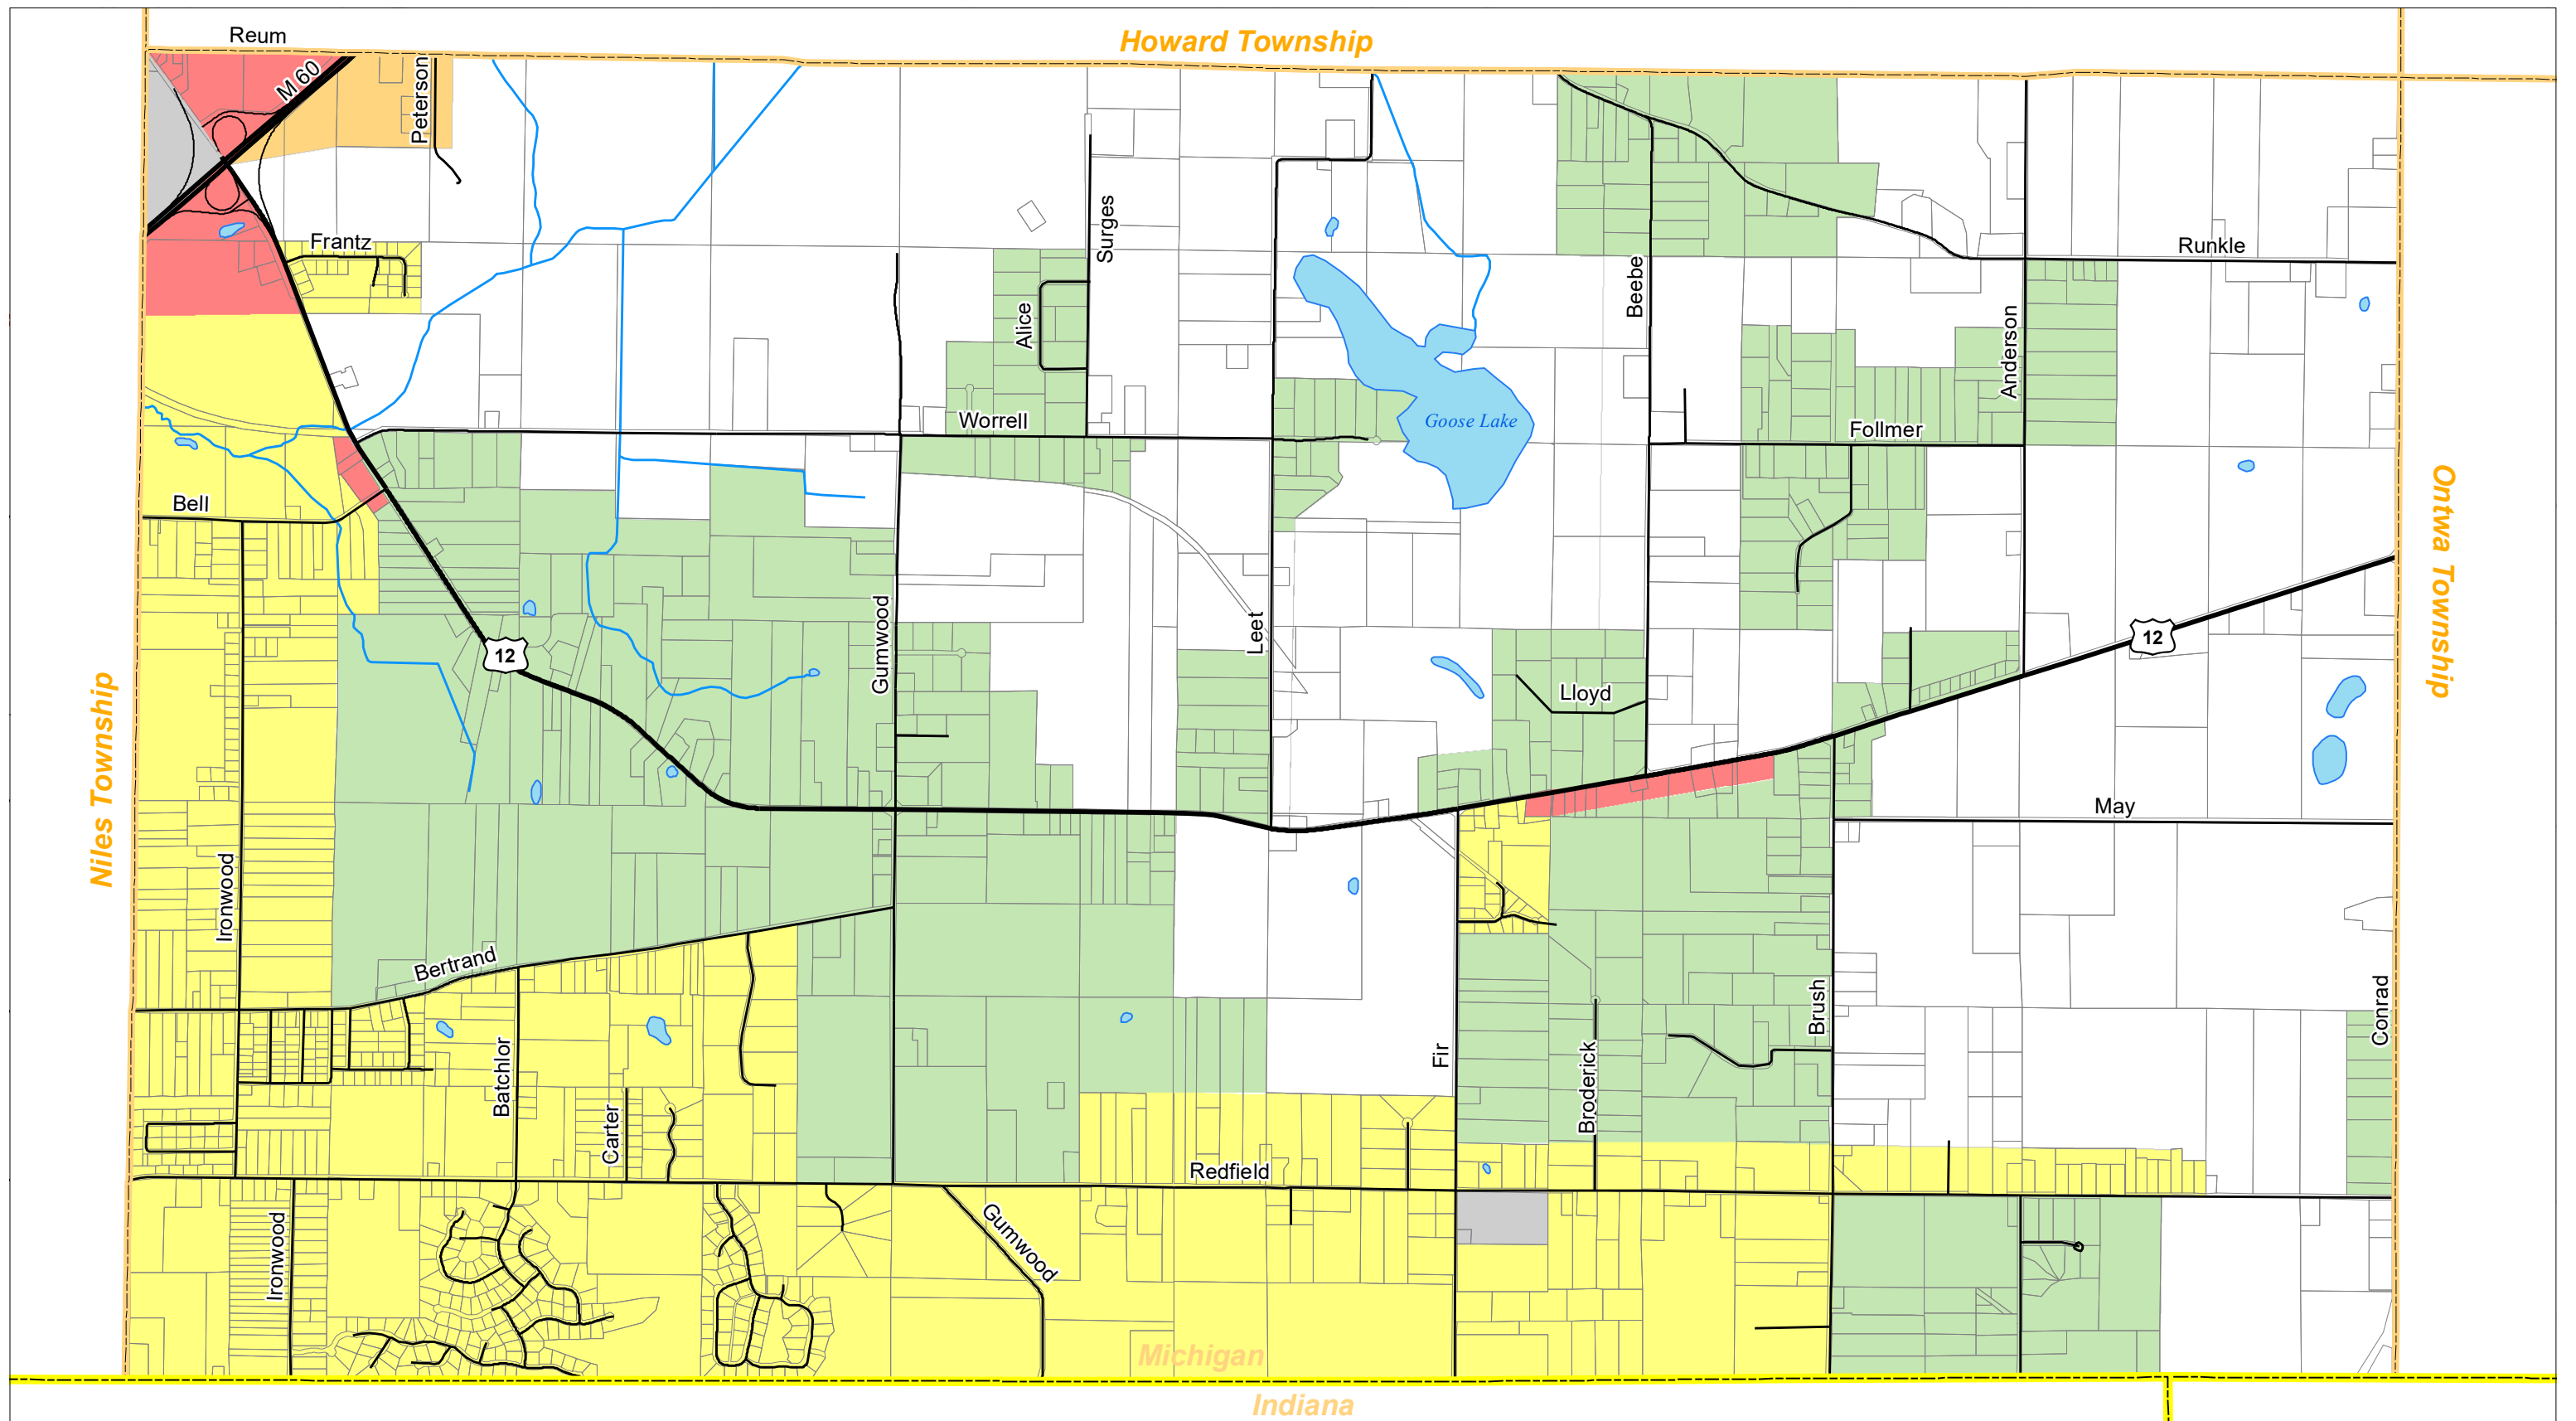 Reum
Howard Township
M 60
Peterson
Surges
Frantz
Runkle
Beebe
Alice
Anderson
Worrell
Goose Lake
Follmer
Bell
Ontwa Township
Gumwood
Leet
12
12
Lloyd
Niles Township
May
Ironwood
Bertrand
Conrad
Brush
Batchlor
Fir
Broderick
Carter
Redfield
Ironwood
Gumwood
Michigan
Indiana